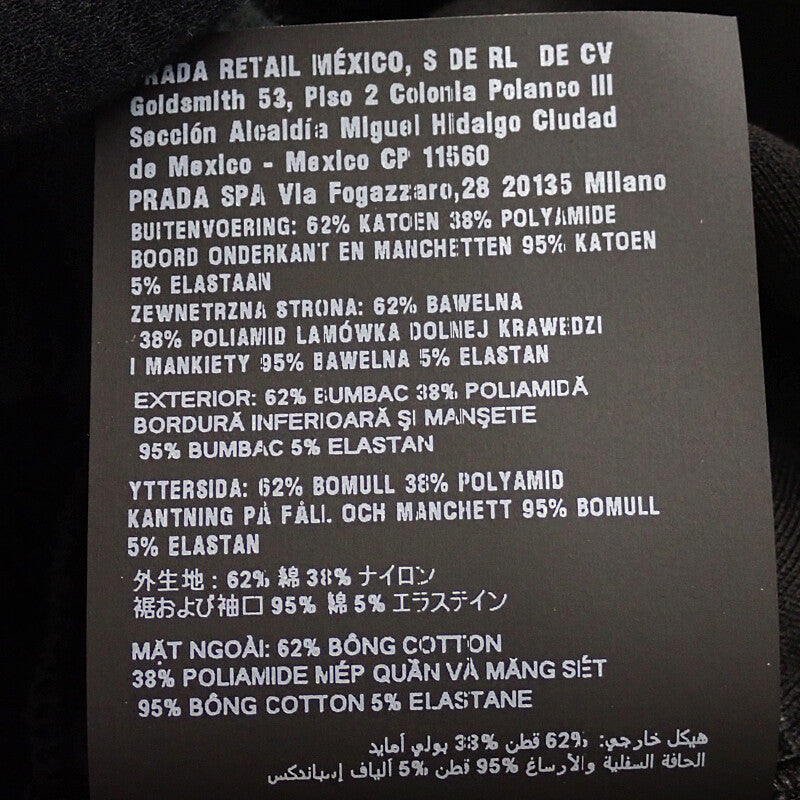 PRADA RETAIL MÉXICO, S DE RL DE CV
Goldsmith 53, Piso 2 Colonia Polanco III
Sección Alcaldía Miguel Hidalgo Ciudad
de Mexico - Mexico CP 11560
PRADA SPA Via Fogazzaro,28 20135 Milano
BUITENVOERING: 62% KATOEN 38% POLYAMIDE
BOORD ONDERKANT EN MANCHETTEN 95% KATOEN
5% ELASTAAN
ZEWNETRZNA STRONA: 62% BAWELNA
38% POLIAMID LAMÓWKA DOLNEJ KRAWEDZI
I MANKIETY 95% BAWELNA 5% ELASTAN
EXTERIOR: 62% BUMBAC 38% POLIAMIDĂ
BORDURĂ INFERIOARĂ ŞI MANŞETE
95% BUMBAC 5% ELASTAN
YTTERSIDA: 62% BOMULL 38% POLYAMID
KANTNING PÅ FÅLL OCH MANCHETT 95% BOMULL
5% ELASTAN
外生地 : 62% 綿 38% ナイロン
裾および袖口 95% 綿 5% エラステイン
MẶT NGOÀI: 62% BÔNG COTTON
38% POLIAMIDE MÉP QUẦN VÀ MĂNG SÉT
95% BÔNG COTTON 5% ELASTANE
هيكل خارجي: 62% قطن 38% بولي أمايد
الحافة السفلية والأرساغ 95% قطن 5% ألياف إسباندكس